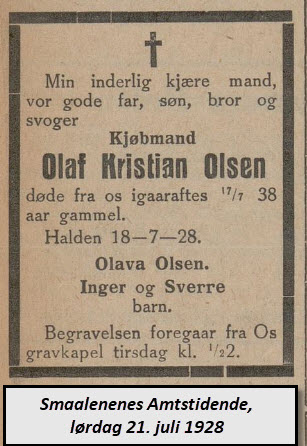 Min inderlig kjære mand,
vor gode far, søn, bror og
svoger
Kjøbmand
Olaf Kristian Olsen
døde fra os igaaraftes 17/7 38
aar gammel.
Halden 18—7—28.
Olava Olsen.
Inger og Sverre
barn.
Begravelsen foregaar fra Os
gravkapel tirsdag kl. 1/22.
Smaalenenes Amtstidende,
lørdag 21. juli 1928